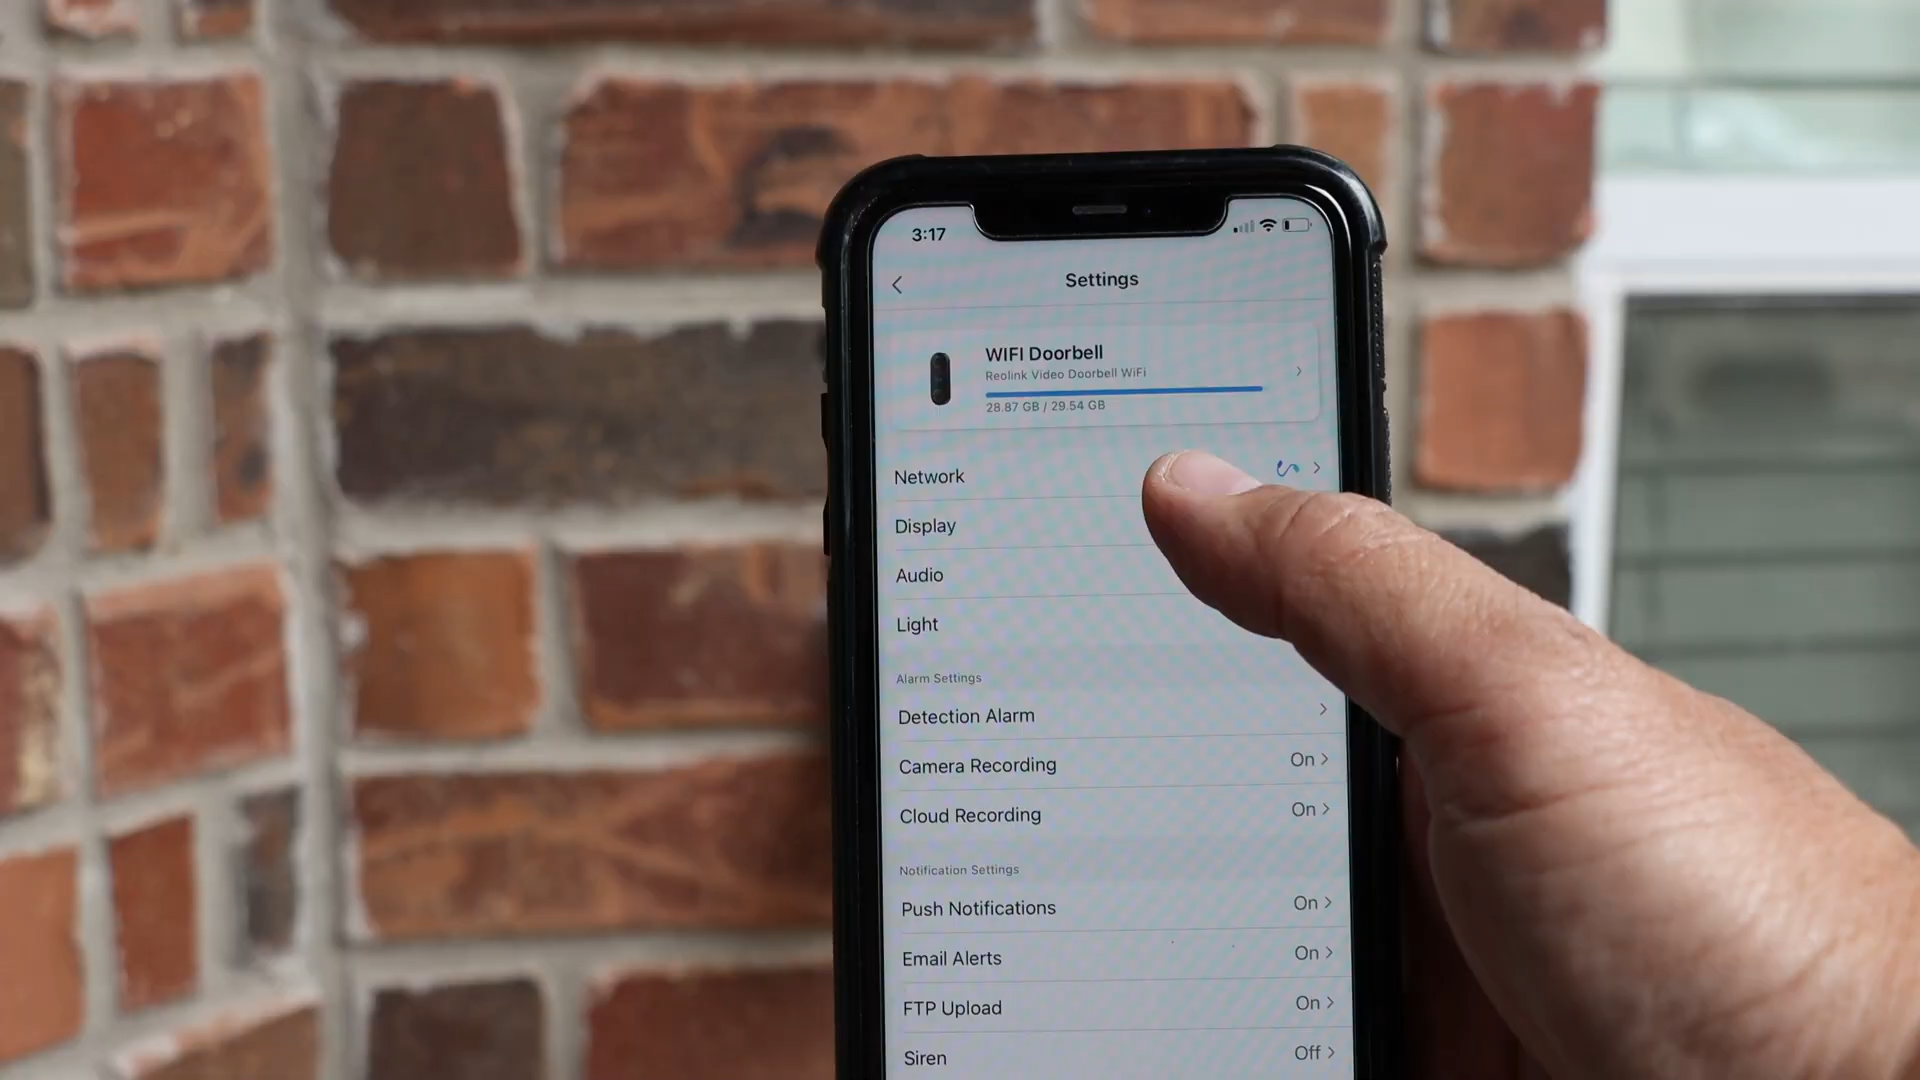 3:17
Settings
WIFI Doorbell
Reolink Video Doorbell WiFi
28.87 GB / 29.54 GB
Network
Display
Audio
Light
Alarm Settings
Detection Alarm
Camera Recording On
Cloud Recording On
Notification Settings
Push Notifications On
Email Alerts On
FTP Upload On
Siren Off